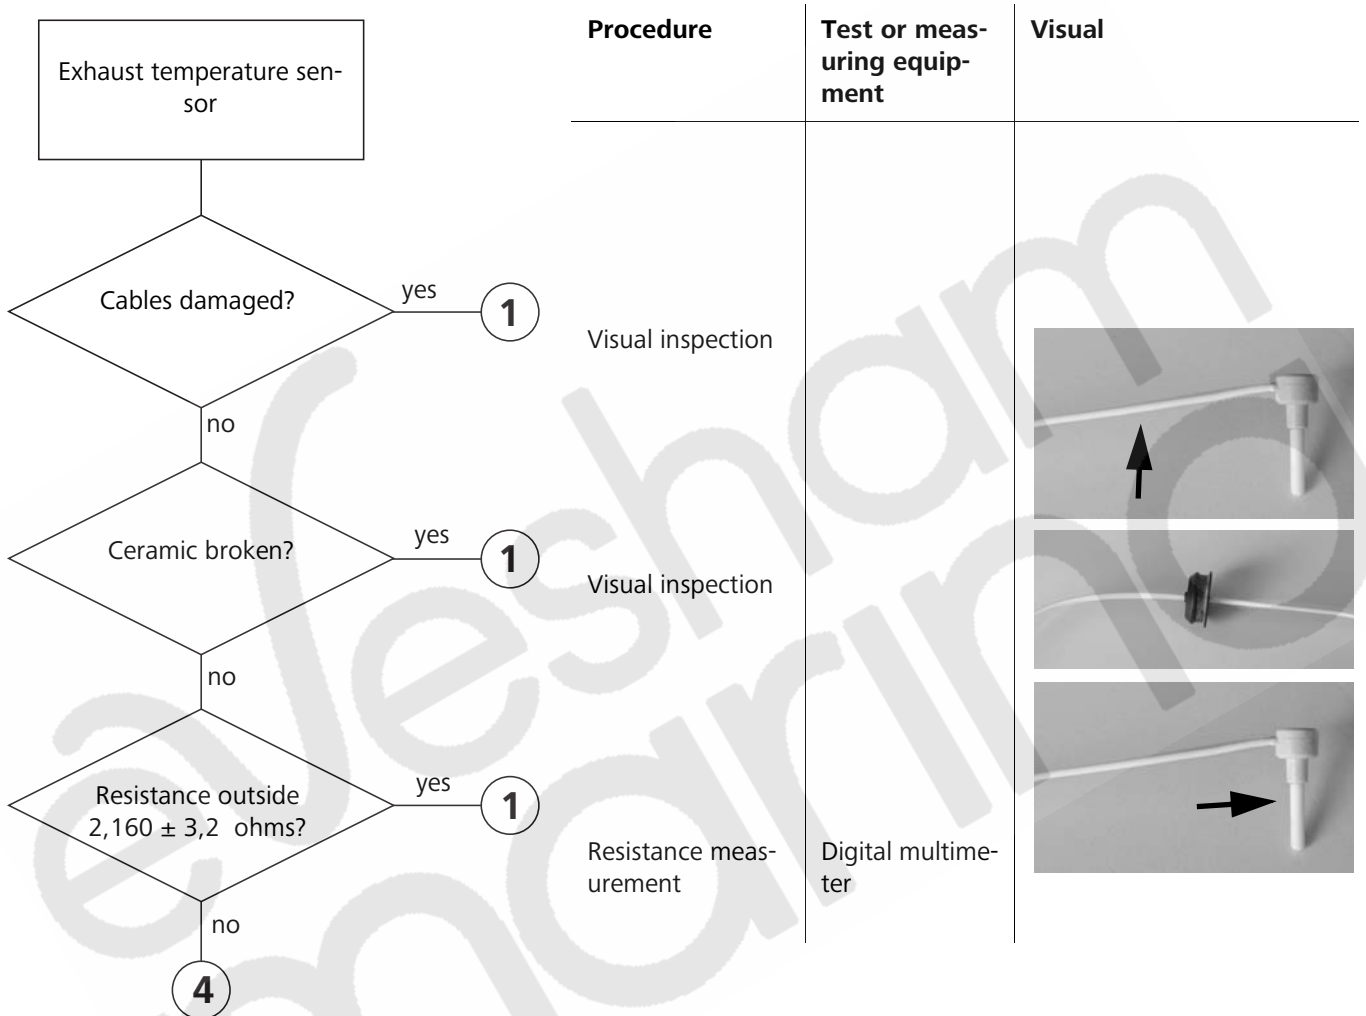 Exhaust temperature sen-
sor
Cables damaged?
yes
1
no
Ceramic broken?
yes
1
no
Resistance outside
2,160 ± 3,2 ohms?
yes
1
no
4
Procedure
Test or meas-
uring equip-
ment
Visual
Visual inspection
Visual inspection
Resistance meas-
urement
Digital multime-
ter
eVesham
marina